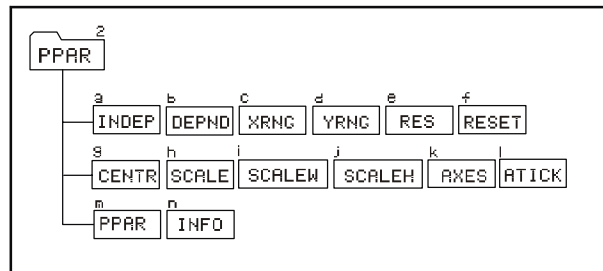 2
PPAR
a b c d e f
INDEP DEPND XRNG YRNG RES RESET
g h i j k l
CENTR SCALE SCALEW SCALEH AXES ATICK
m n
PPAR INFO